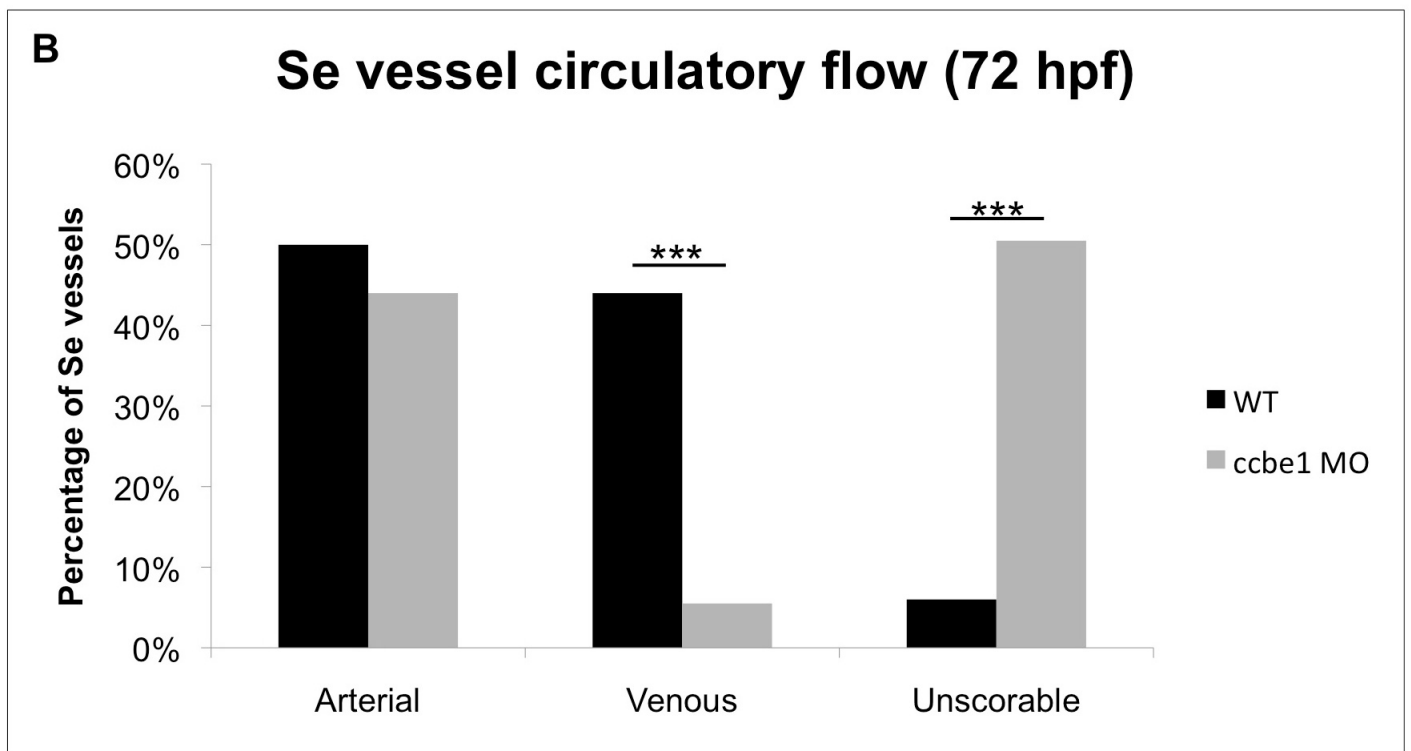 B
Se vessel circulatory flow (72 hpf)
Percentage of Se vessels
60%
50%
40%
30%
20%
10%
0%
***
***
Arterial
Venous
Unscorable
WT
ccbe1 MO